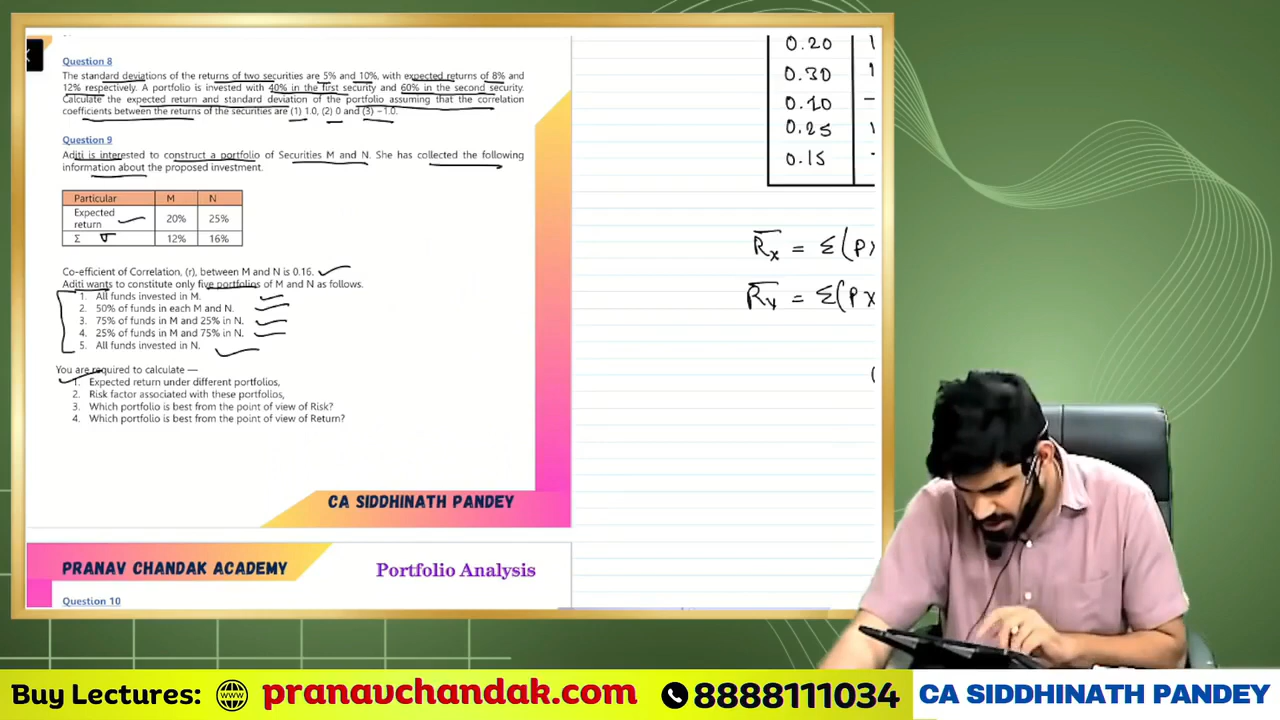 Question 8
The standard deviations of the returns of two securities are 5% and 10%, with expected returns of 8% and
12% respectively. A portfolio is invested with 40% in the first security and 60% in the second security.
Calculate the expected return and standard deviation of the portfolio assuming that the correlation
coefficients between the returns of the securities are (1) 1.0, (2) 0 and (3) −1.0.
Question 9
Aditi is interested to construct a portfolio of Securities M and N. She has collected the following
information about the proposed investment.
Particular M N
Expected return 20% 25%
Σ σ 12% 16%
Co-efficient of Correlation, (r), between M and N is 0.16.
Aditi wants to constitute only five portfolios of M and N as follows.
1. All funds invested in M.
2. 50% of funds in each M and N.
3. 75% of funds in M and 25% in N.
4. 25% of funds in M and 75% in N.
5. All funds invested in N.
You are required to calculate —
1. Expected return under different portfolios,
2. Risk factor associated with these portfolios,
3. Which portfolio is best from the point of view of Risk?
4. Which portfolio is best from the point of view of Return?
CA SIDDHINATH PANDEY
PRANAV CHANDAK ACADEMY
Portfolio Analysis
Question 10
0.20
0.30
0.10
0.25
0.15
Rx = Σ(P
Ry = Σ(PX
Buy Lectures: pranavchandak.com 8888111034 CA SIDDHINATH PANDEY